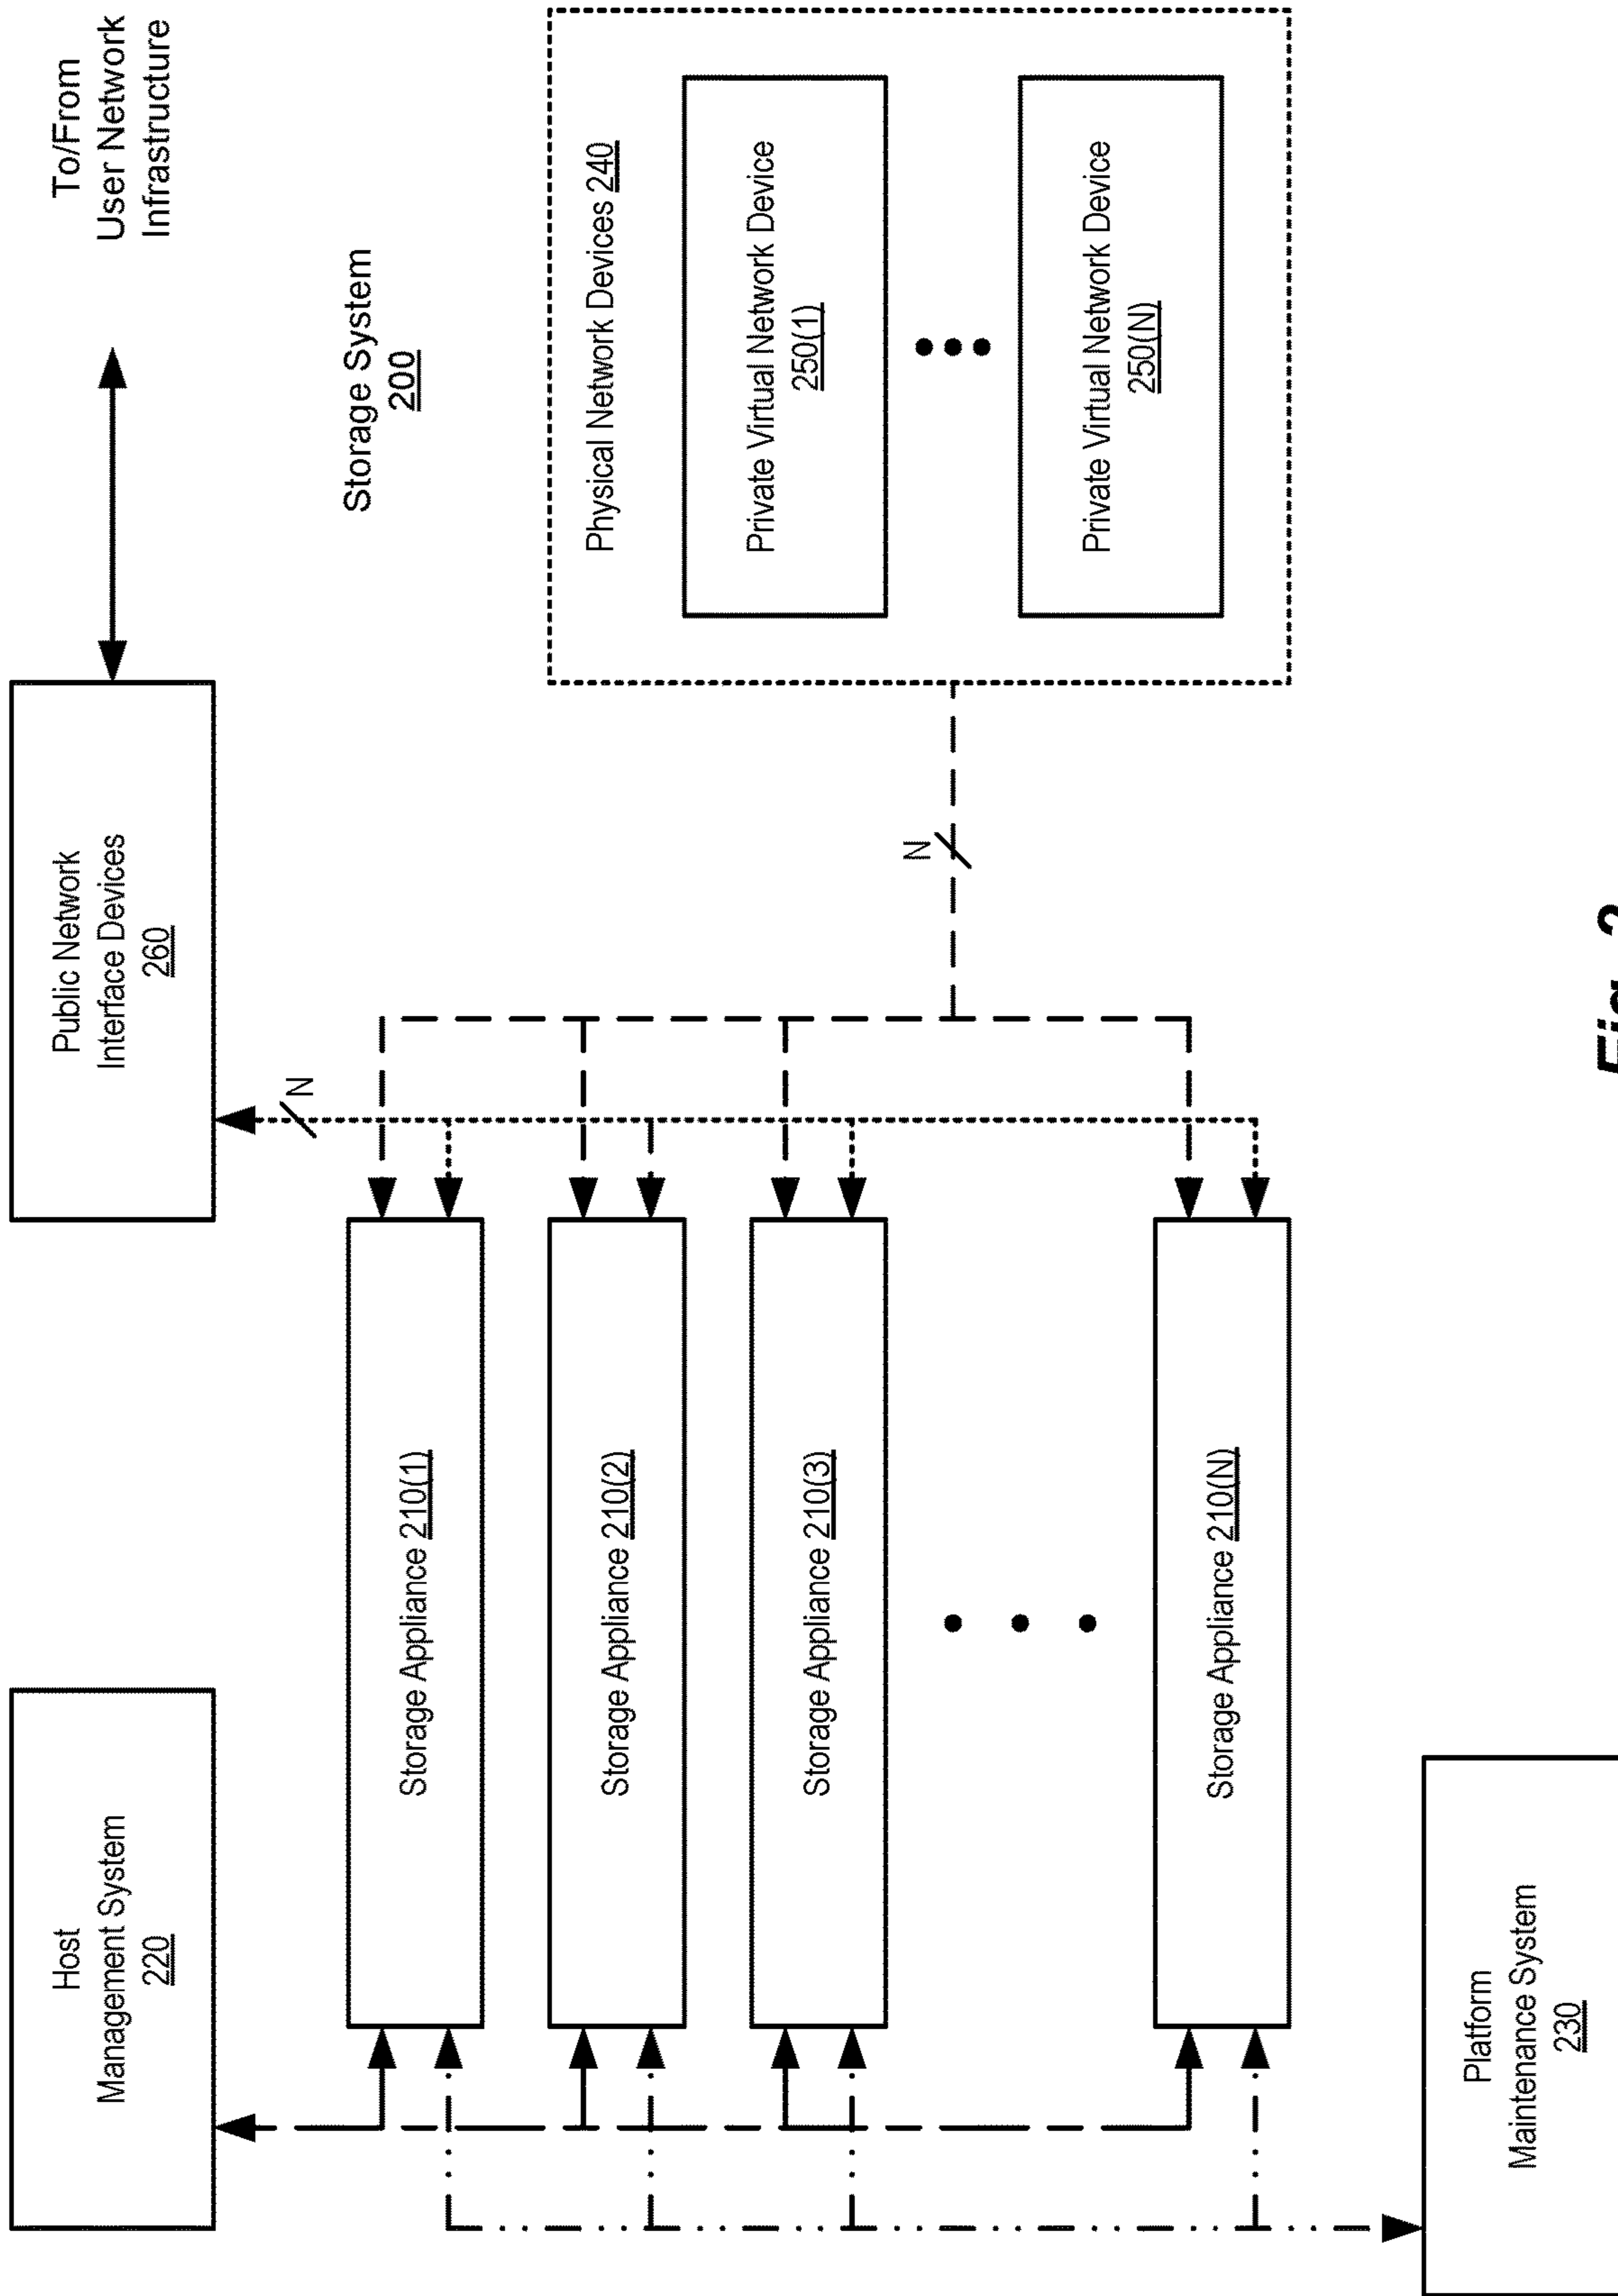 Host
Management System
220
Public Network
Interface Devices
260
To/From
User Network
Infrastructure
N
Storage System
200
Storage Appliance 210(1)
Storage Appliance 210(2)
Storage Appliance 210(3)
Storage Appliance 210(N)
N
Physical Network Devices 240
Private Virtual Network Device
250(1)
Private Virtual Network Device
250(N)
Platform
Maintenance System
230
Fig. 2